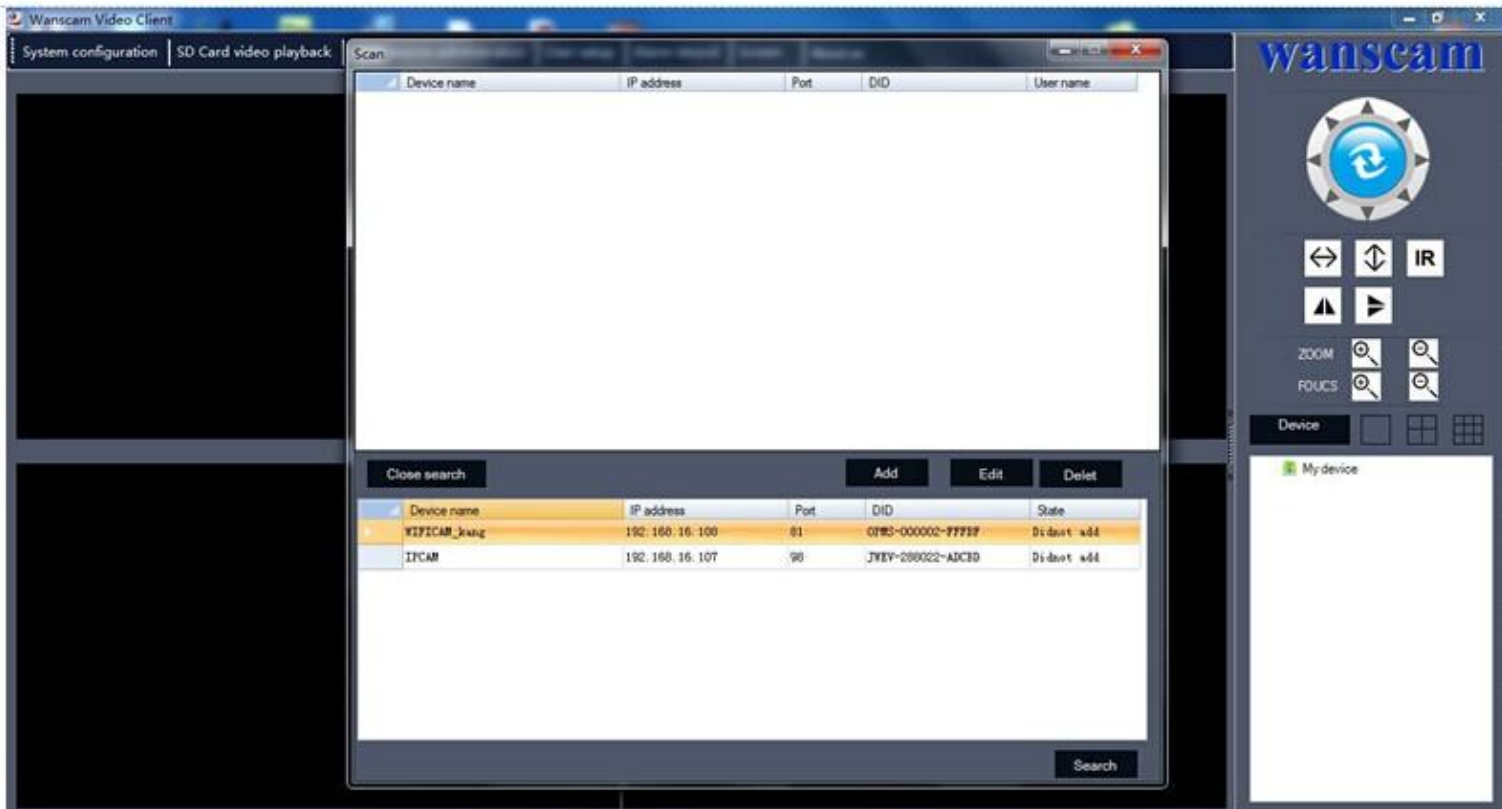 Wanscam Video Client
System configuration SD Card video playback
Scan
Device name IP address Port DID User name
Close search Add Edit Delet
Device name IP address Port DID State
WIFICAM_kang 192.168.16.108 81 Didnot add
IPCAM 192.168.16.107 98 Didnot add
Search
wanscam
IR
ZOOM
FOUCS
Device
My device